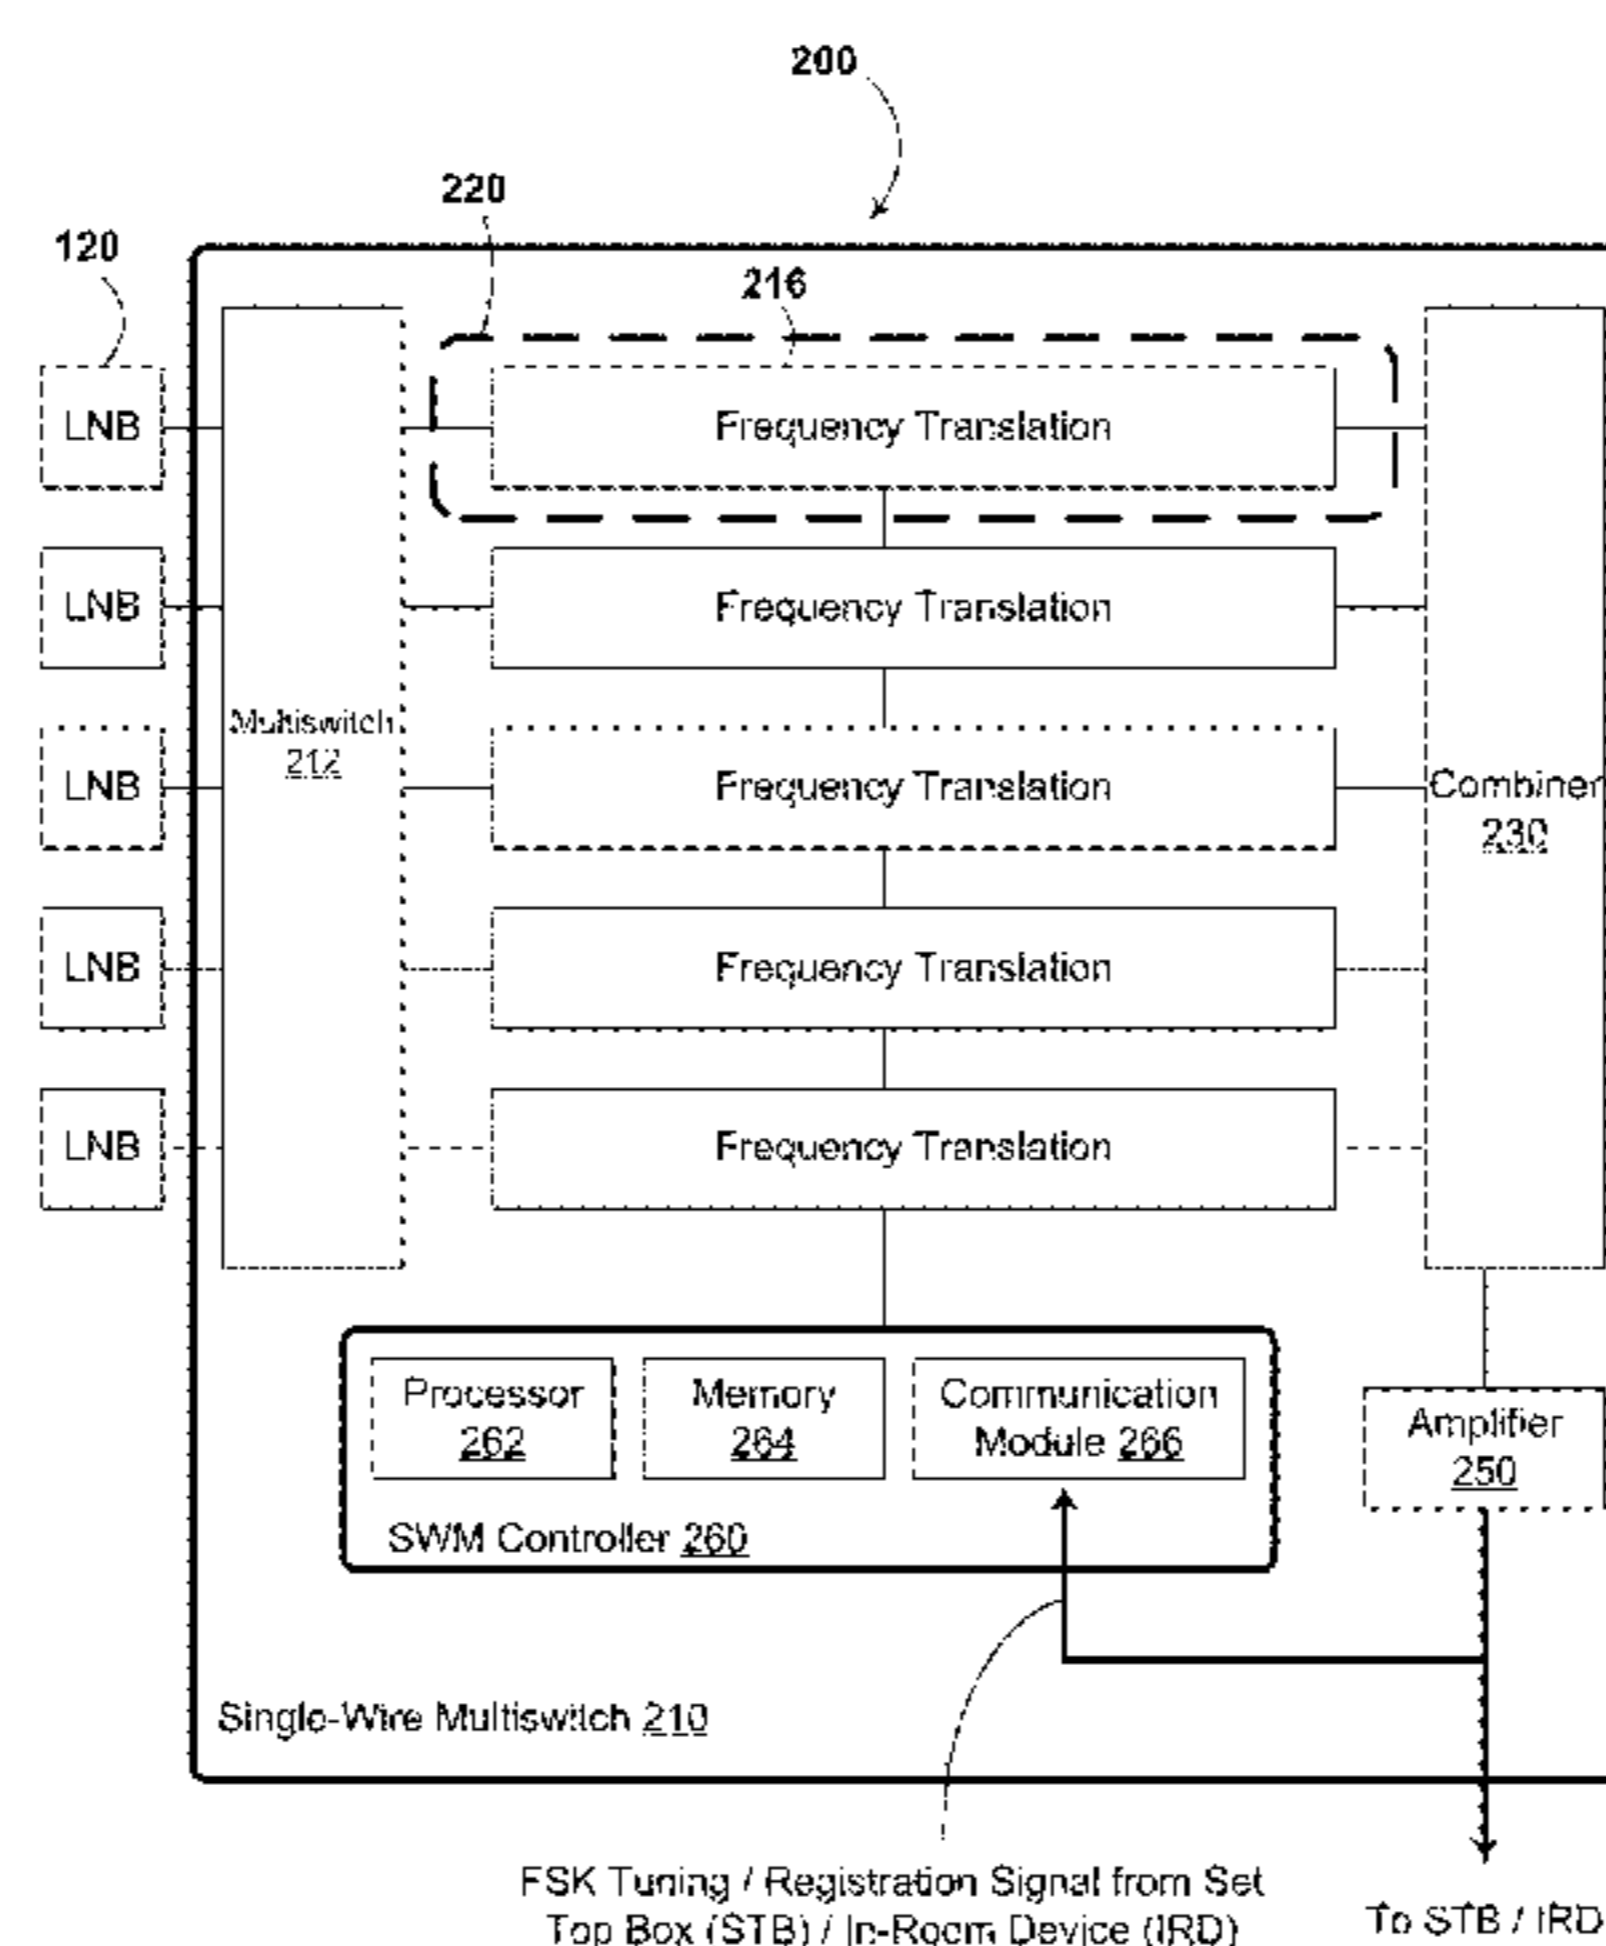 200
220
120
216
LNB
Frequency Translation
LNB
Frequency Translation
Multiswitch
212
LNB
Frequency Translation
Combiner
230
LNB
Frequency Translation
LNB
Frequency Translation
Processor
262
Memory
264
Communication
Module 266
Amplifier
250
SWM Controller 260
Single-Wire Multiswitch 210
FSK Tuning / Registration Signal from Set
Top Box (STB) / In-Room Device (IRD)
To STB / IRD